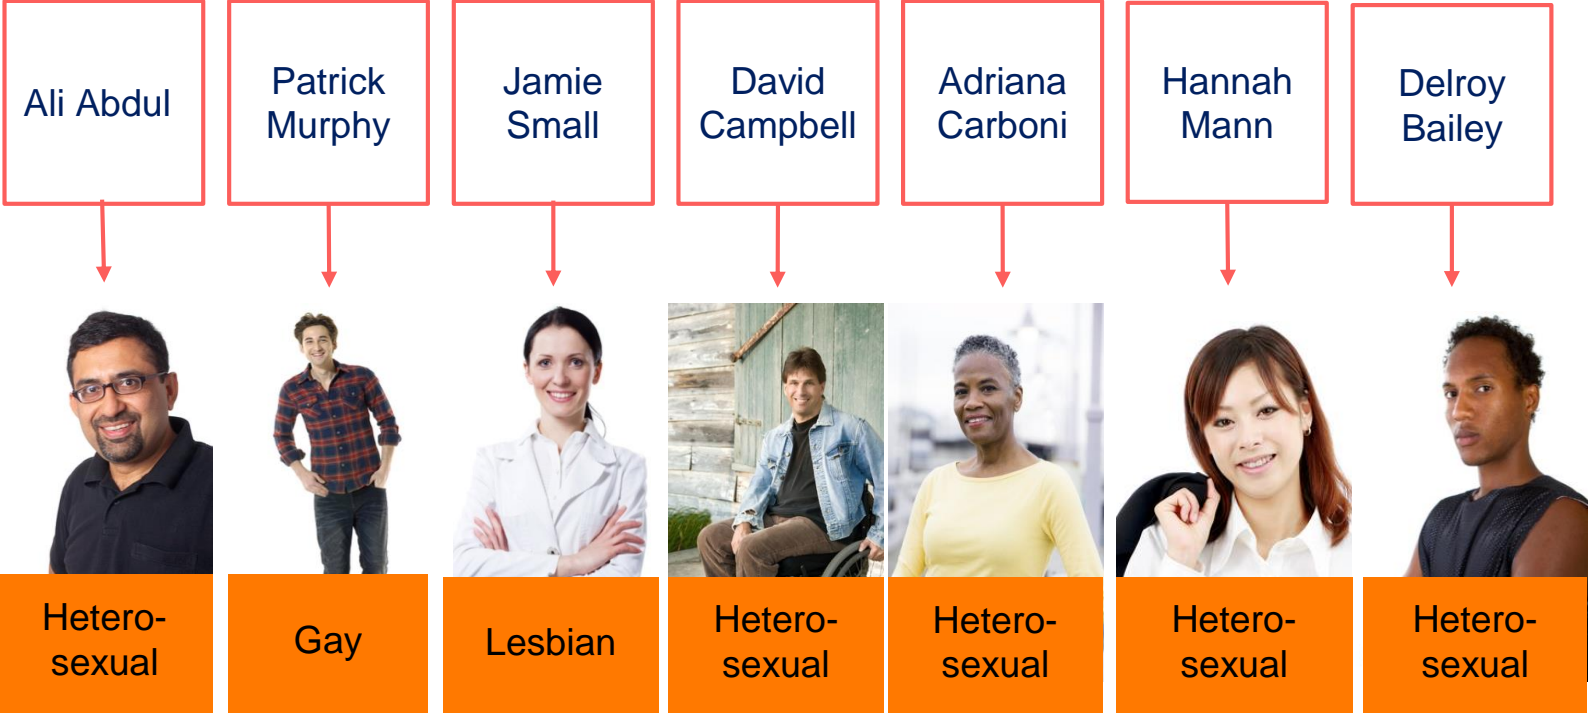 Ali Abdul
Patrick
Murphy
Jamie
Small
David
Campbell
Adriana
Carboni
Hannah
Mann
Delroy
Bailey
Hetero-
sexual
Gay
Lesbian
Hetero-
sexual
Hetero-
sexual
Hetero-
sexual
Hetero-
sexual